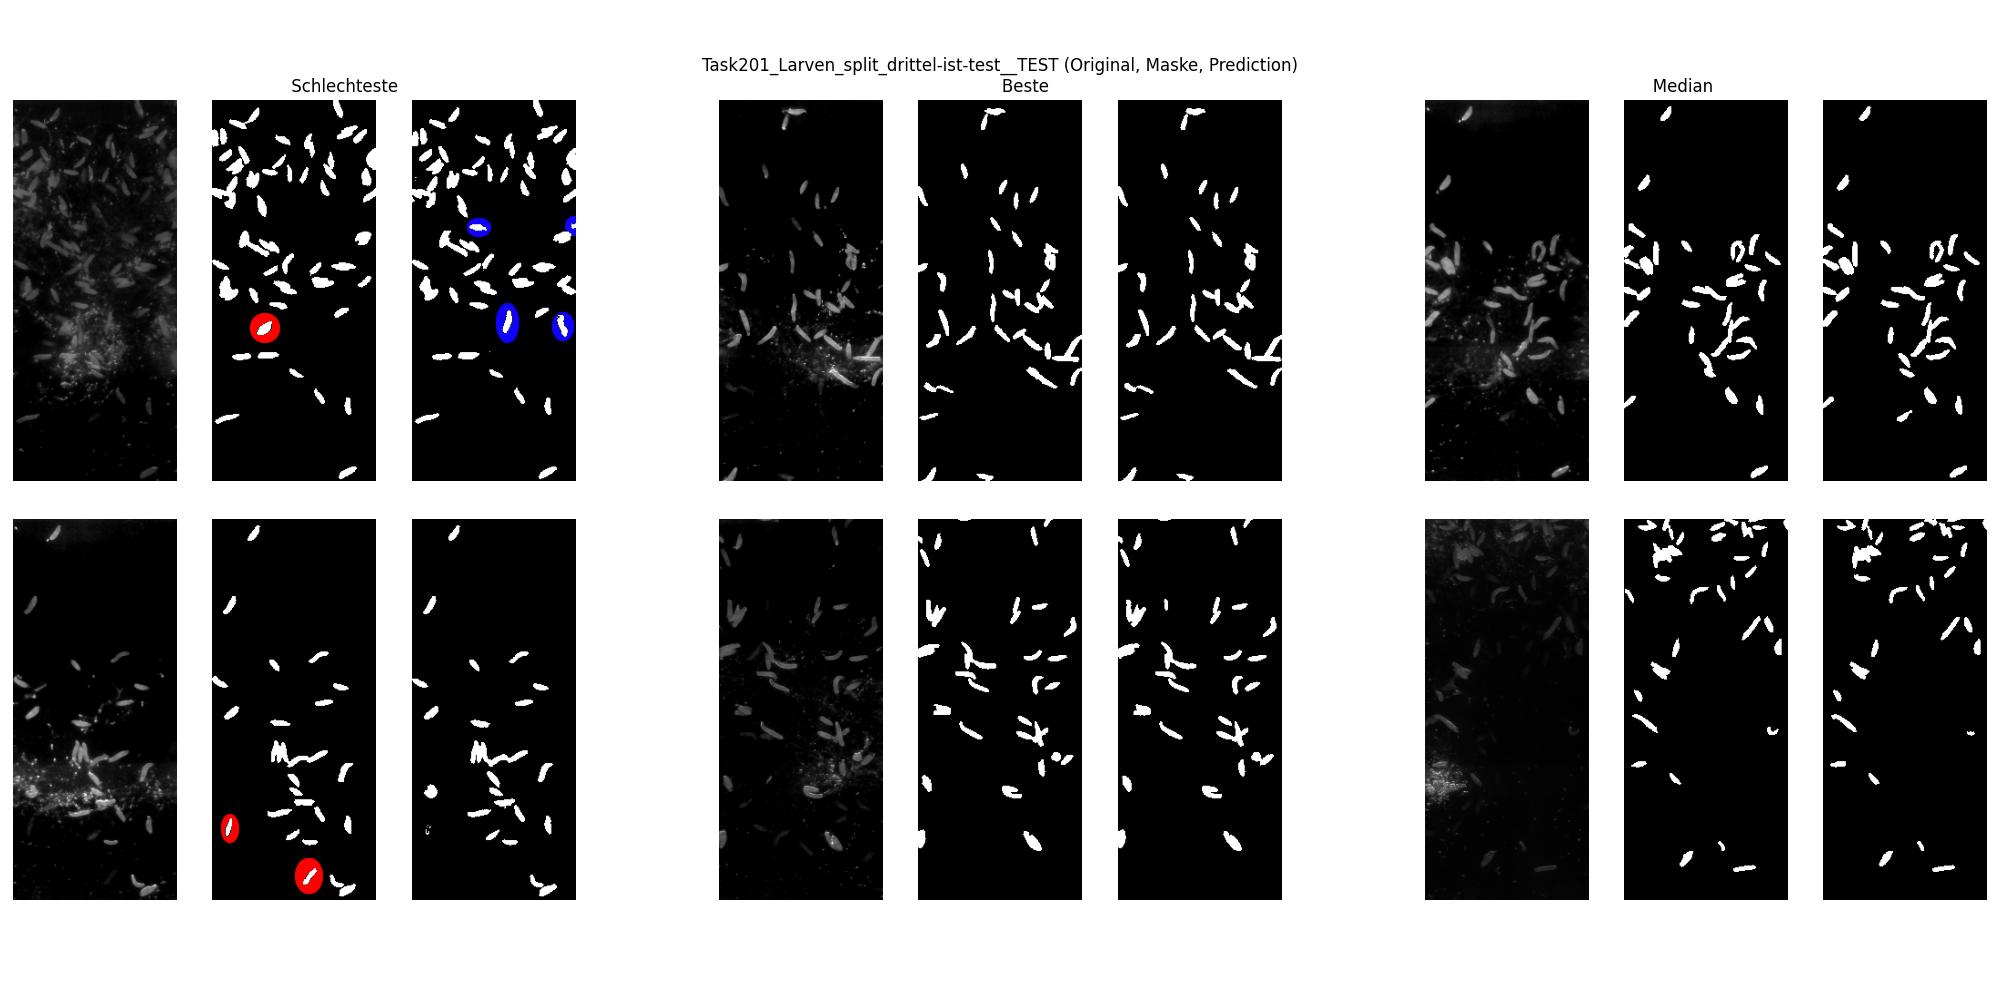 Task201_Larven_split_drittel-ist-test__TEST (Original, Maske, Prediction)
Schlechteste
Beste
Median